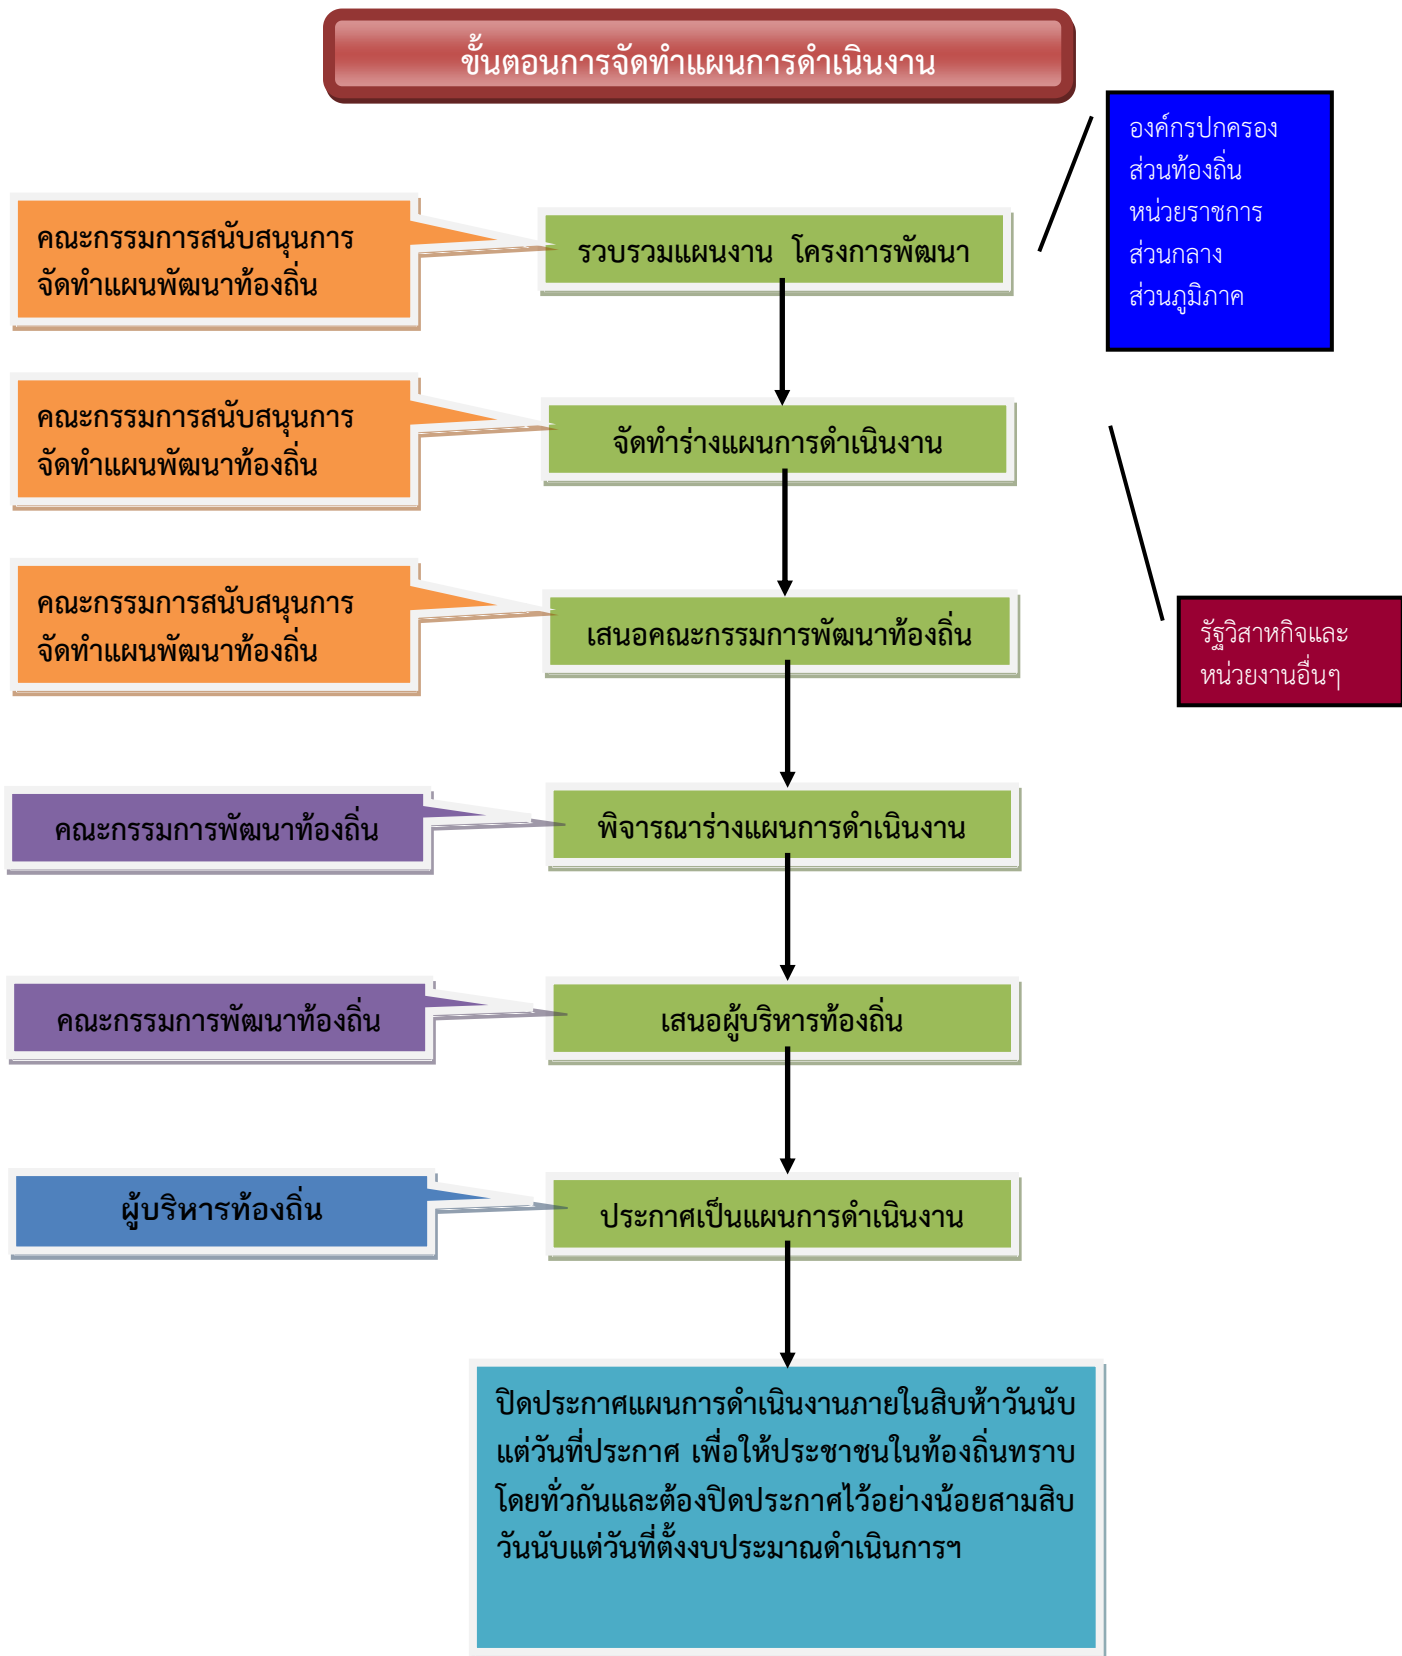 ขั้นตอนการจัดทำแผนการดำเนินงาน
องค์กรปกครอง
ส่วนท้องถิ่น
หน่วยราชการ
ส่วนกลาง
ส่วนภูมิภาค
คณะกรรมการสนับสนุนการ
จัดทำแผนพัฒนาท้องถิ่น
รวบรวมแผนงาน โครงการพัฒนา
คณะกรรมการสนับสนุนการ
จัดทำแผนพัฒนาท้องถิ่น
จัดทำร่างแผนการดำเนินงาน
คณะกรรมการสนับสนุนการ
จัดทำแผนพัฒนาท้องถิ่น
เสนอคณะกรรมการพัฒนาท้องถิ่น
รัฐวิสาหกิจและ
หน่วยงานอื่นๆ
คณะกรรมการพัฒนาท้องถิ่น
พิจารณาร่างแผนการดำเนินงาน
คณะกรรมการพัฒนาท้องถิ่น
เสนอผู้บริหารท้องถิ่น
ผู้บริหารท้องถิ่น
ประกาศเป็นแผนการดำเนินงาน
ปิดประกาศแผนการดำเนินงานภายในสิบห้าวันนับ
แต่วันที่ประกาศ เพื่อให้ประชาชนในท้องถิ่นทราบ
โดยทั่วกันและต้องปิดประกาศไว้อย่างน้อยสามสิบ
วันนับแต่วันที่ตั้งงบประมาณดำเนินการฯ